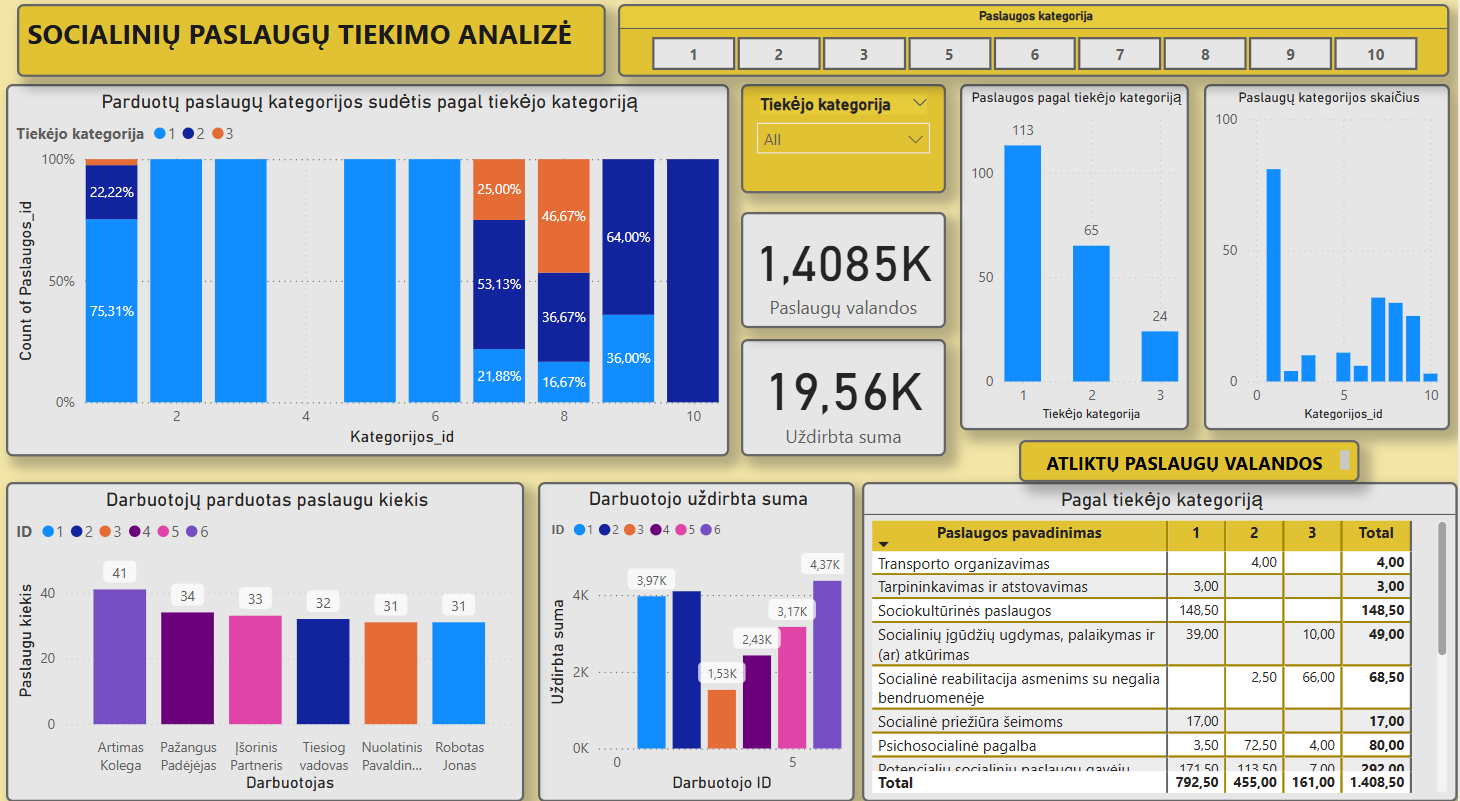 SOCIALINIŲ PASLAUGŲ TIEKIMO ANALIZĖ
Paslaugos kategorija
1 2 3 5 6 7 8 9 10
Parduotų paslaugų kategorijos sudėtis pagal tiekėjo kategoriją
Tiekėjo kategorija 1 2 3
Count of Paslaugos_id
100%
50%
0%
22,22%
75,31%
25,00%
53,13%
21,88%
46,67%
36,67%
16,67%
64,00%
36,00%
2 4 6 8 10
Kategorijos_id
Tiekėjo kategorija
All
1,4085K
Paslaugų valandos
19,56K
Uždirbta suma
Paslaugos pagal tiekėjo kategoriją
100
50
0
113
65
24
1 2 3
Tiekėjo kategorija
Paslaugų kategorijos skaičius
100
50
0
0 5 10
Kategorijos_id
ATLIKTŲ PASLAUGŲ VALANDOS
Darbuotojų parduotas paslaugu kiekis
ID 1 2 3 4 5 6
Paslaugu kiekis
40
20
0
41
34
33
32
31
31
Artimas Pažangus Įšorinis Tiesiog Nuolatinis Robotas
Kolega Padėjėjas Partneris vadovas Pavaldin... Jonas
Darbuotojas
Darbuotojo uždirbta suma
ID 1 2 3 4 5 6
Uždirbta suma
4K
2K
0K
3,97K
1,53K
2,43K
3,17K
4,37K
0 5
Darbuotojo ID
Pagal tiekėjo kategoriją
Paslaugos pavadinimas 1 2 3 Total
Transporto organizavimas 4,00 4,00
Tarpininkavimas ir atstovavimas 3,00 3,00
Sociokultūrinės paslaugos 148,50 148,50
Socialinių įgūdžių ugdymas, palaikymas ir 39,00 10,00 49,00
(ar) atkūrimas
Socialinė reabilitacija asmenims su negalia 2,50 66,00 68,50
bendruomenėje
Socialinė priežiūra šeimoms 17,00 17,00
Psichosocialinė pagalba 3,50 72,50 4,00 80,00
Potencialių socialinių paslaugų gavėjų 171,50 113,50 7,00 292,00
Total 792,50 455,00 161,00 1.408,50